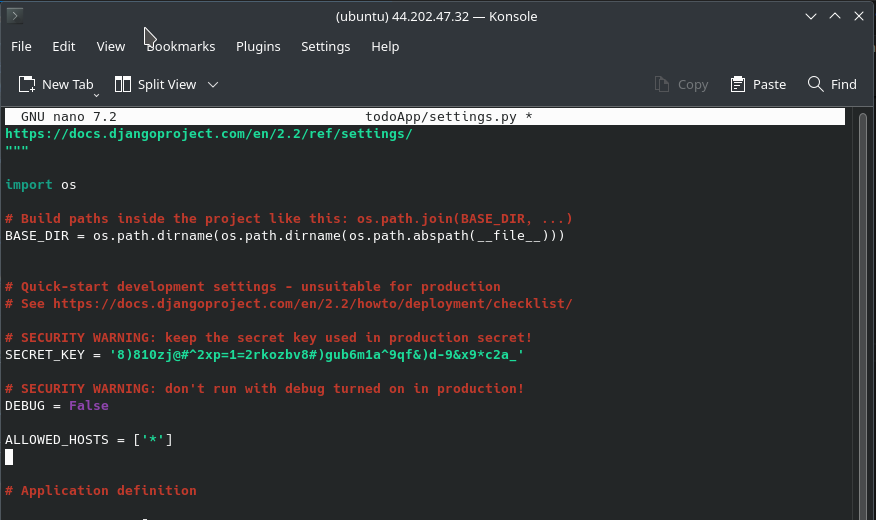 (ubuntu) 44.202.47.32 — Konsole
File Edit View Bookmarks Plugins Settings Help
New Tab Split View Copy Paste Find
GNU nano 7.2 todoApp/settings.py *
https://docs.djangoproject.com/en/2.2/ref/settings/
"""
import os
# Build paths inside the project like this: os.path.join(BASE_DIR, ...)
BASE_DIR = os.path.dirname(os.path.dirname(os.path.abspath(__file__)))
# Quick-start development settings - unsuitable for production
# See https://docs.djangoproject.com/en/2.2/howto/deployment/checklist/
# SECURITY WARNING: keep the secret key used in production secret!
SECRET_KEY = '8)810zj@#^2xp=1=2rkozbv8#)gub6m1a^9qf&)d-9&x9*c2a_'
# SECURITY WARNING: don't run with debug turned on in production!
DEBUG = False
ALLOWED_HOSTS = ['*']
# Application definition